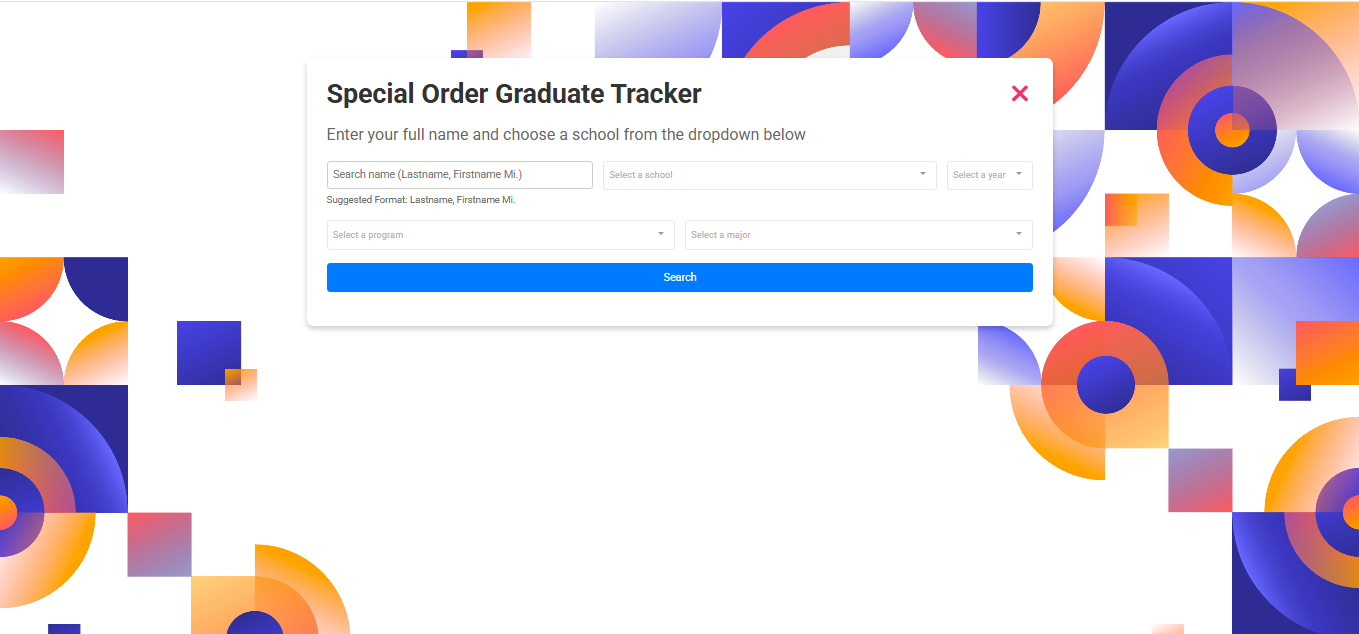 Special Order Graduate Tracker
Enter your full name and choose a school from the dropdown below
Search name (Lastname, Firstname Mi.)
Select a school
Select a year
Suggested Format: Lastname, Firstname Mi.
Select a program
Select a major
Search